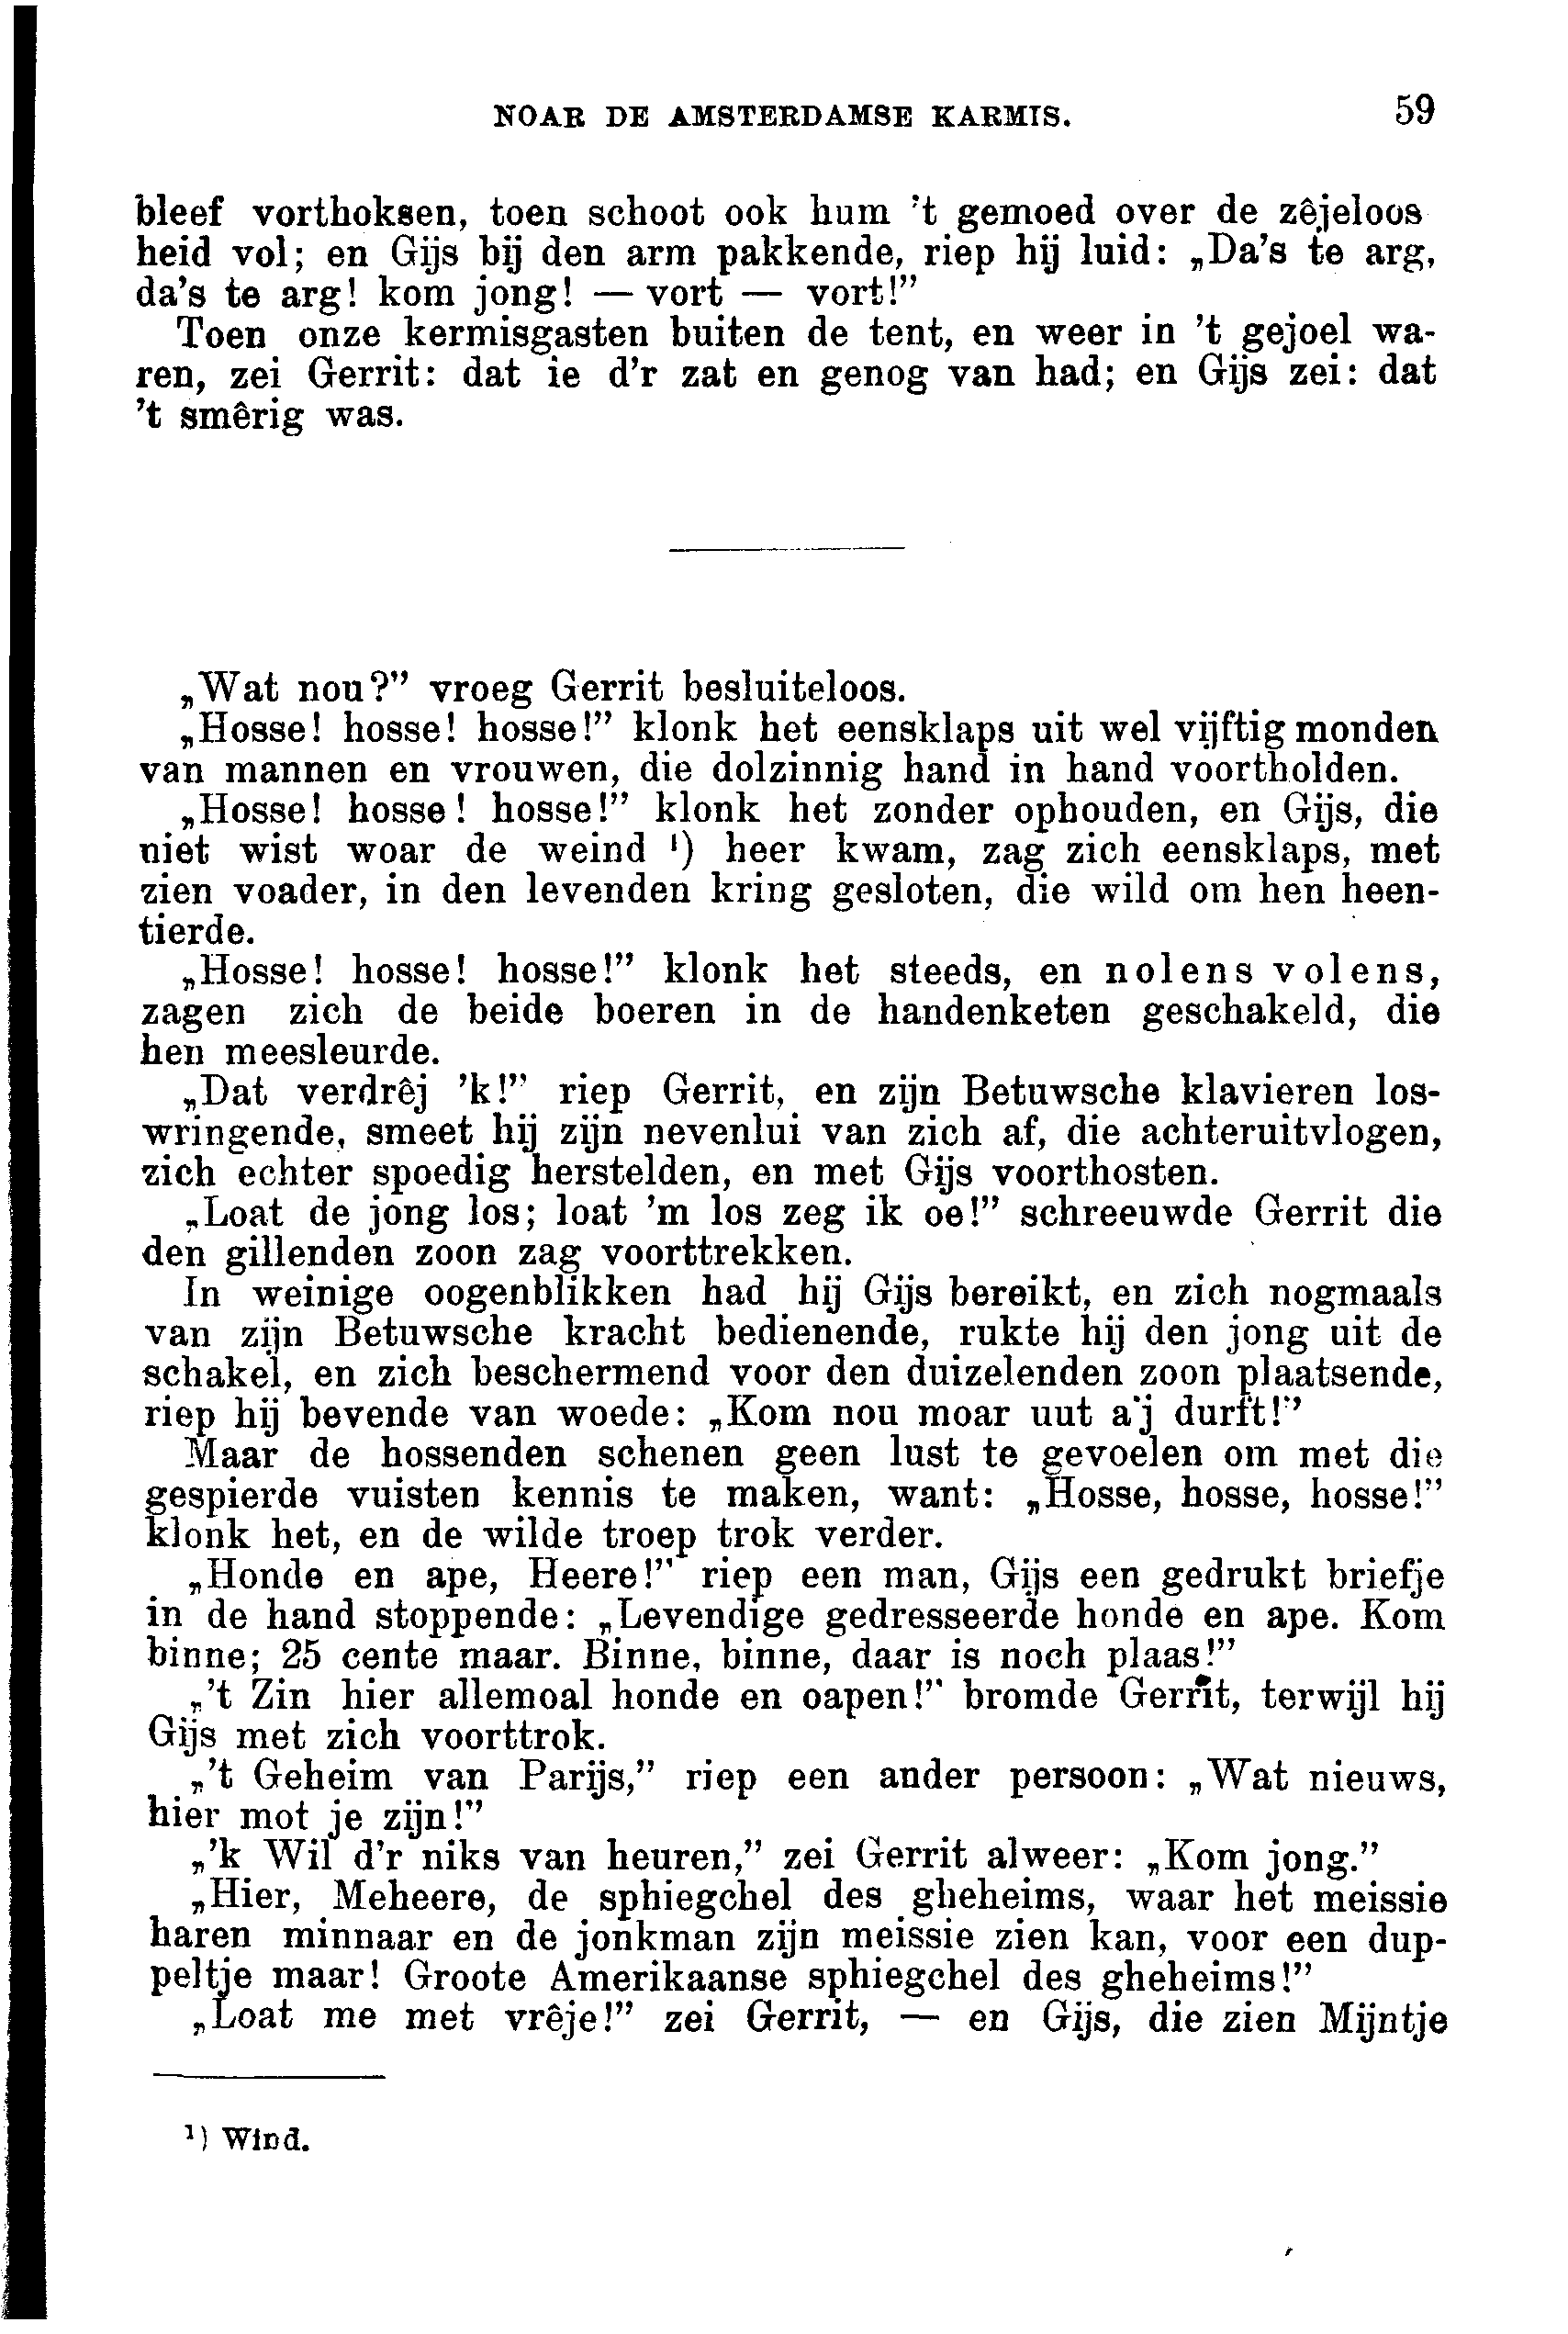 NOAR DE AMSTERDAMSE KARMIS. 59
bleef vorthoksen, toen schoot ook hum 't gemoed over de zêjeloos
heid vol; en Gijs bij den arm pakkende, riep hij luid: „Da's te arg,
da's te arg! kom jong! — vort — vort!”
Toen onze kermisgasten buiten de tent, en weer in 't gejoel wa-
ren, zei Gerrit: dat ie d'r zat en genog van had; en Gijs zei: dat
't smêrig was.
„Wat nou?” vroeg Gerrit besluiteloos.
„Hosse! hosse! hosse!” klonk het eensklaps uit wel vijftig monden
van mannen en vrouwen, die dolzinnig hand in hand voortholden.
„Hosse! hosse! hosse!” klonk het zonder ophouden, en Gijs, die
niet wist woar de weind ¹) heer kwam, zag zich eensklaps, met
zien voader, in den levenden kring gesloten, die wild om hen heen-
tierde.
„Hosse! hosse! hosse!” klonk het steeds, en nolens volens,
zagen zich de beide boeren in de handenketen geschakeld, die
hen meesleurde.
„Dat verdrêj 'k!” riep Gerrit, en zijn Betuwsche klavieren los-
wringende, smeet hij zijn nevenlui van zich af, die achteruitvlogen,
zich echter spoedig herstelden, en met Gijs voorthosten.
„Loat de jong los; loat 'm los zeg ik oe!” schreeuwde Gerrit die
den gillenden zoon zag voorttrekken.
In weinige oogenblikken had hij Gijs bereikt, en zich nogmaals
van zijn Betuwsche kracht bedienende, rukte hij den jong uit de
schakel, en zich beschermend voor den duizelenden zoon plaatsende,
riep hij bevende van woede: „Kom nou moar uut a'j durft!”
Maar de hossenden schenen geen lust te gevoelen om met die
gespierde vuisten kennis te maken, want: „Hosse, hosse, hosse!”
klonk het, en de wilde troep trok verder.
„Honde en ape, Heere!” riep een man, Gijs een gedrukt briefje
in de hand stoppende: „Levendige gedresseerde honde en ape. Kom
binne; 25 cente maar. Binne, binne, daar is noch plaas!”
„'t Zin hier allemoal honde en oapen!” bromde Gerrit, terwijl hij
Gijs met zich voorttrok.
„'t Geheim van Parijs,” riep een ander persoon: „Wat nieuws,
hier mot je zijn!”
„'k Wil d'r niks van heuren,” zei Gerrit alweer: „Kom jong.”
„Hier, Meheere, de sphiegchel des gheheims, waar het meissie
haren minnaar en de jonkman zijn meissie zien kan, voor een dup-
peltje maar! Groote Amerikaanse sphiegchel des gheheims!”
„Loat me met vrêje!” zei Gerrit, — en Gijs, die zien Mijntje
¹) Wind.